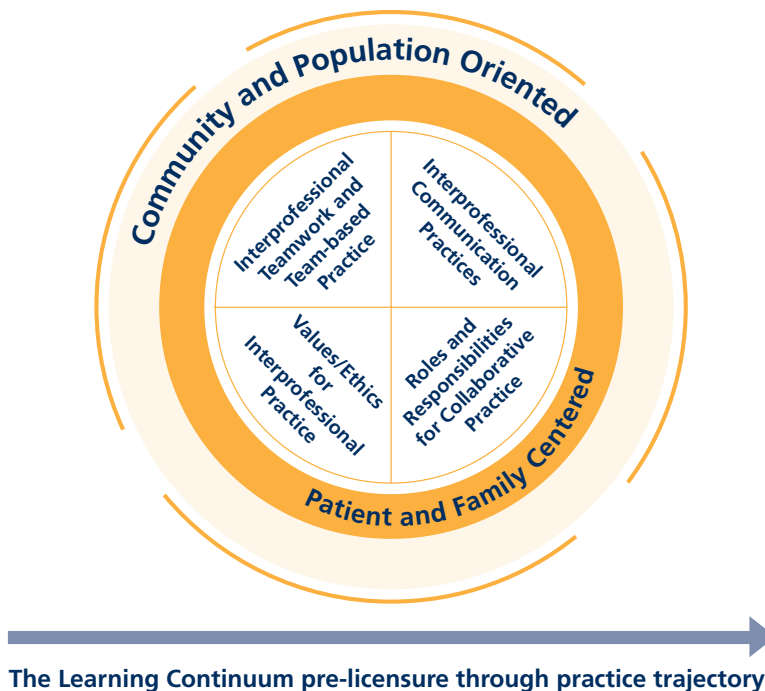 Community and Population Oriented
Interprofessional
Teamwork and
Team-based
Practice
Interprofessional
Communication
Practices
Values/Ethics
for
Interprofessional
Practice
Roles and
Responsibilities
for Collaborative
Practice
Patient and Family Centered
The Learning Continuum pre-licensure through practice trajectory